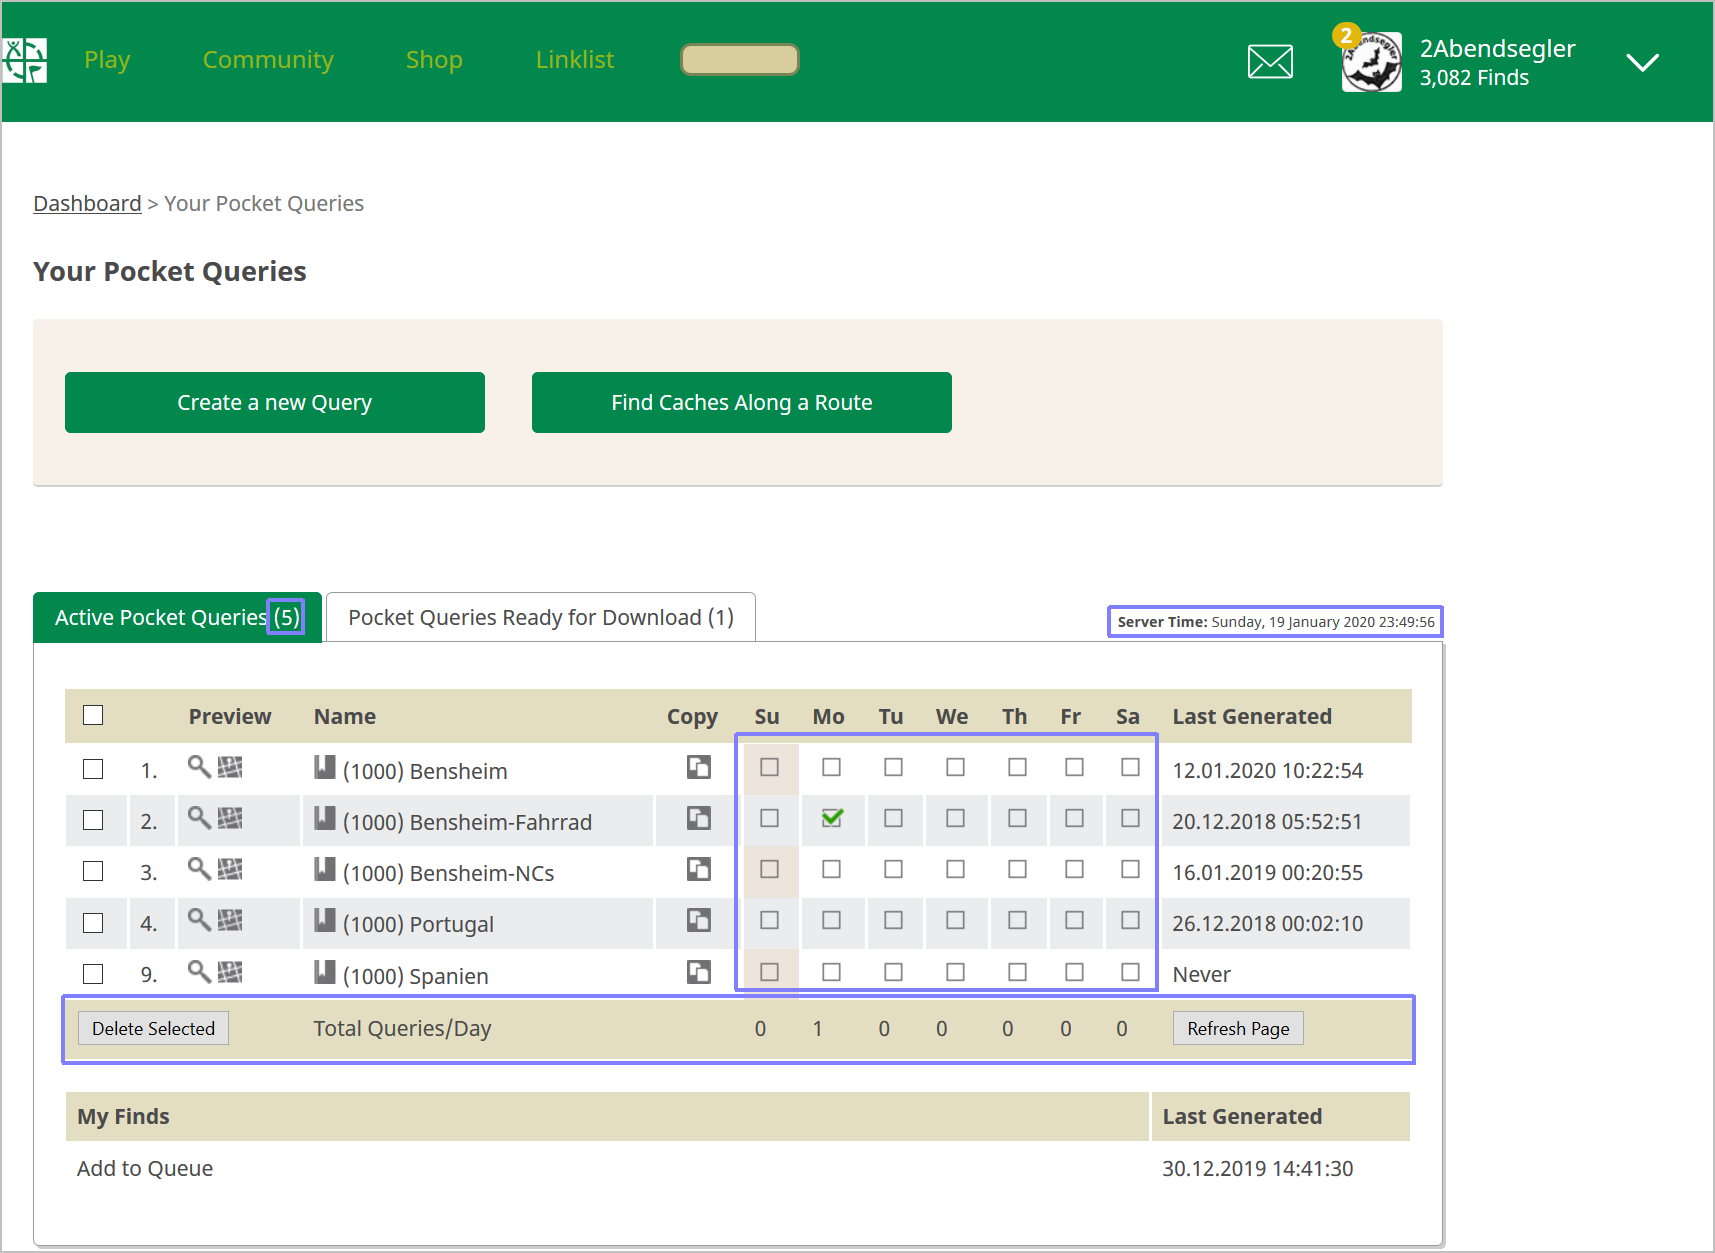 Play Community Shop Linklist 2 2Abendsegler
3,082 Finds
Dashboard > Your Pocket Queries
Your Pocket Queries
Create a new Query Find Caches Along a Route
Active Pocket Queries (5) Pocket Queries Ready for Download (1) Server Time: Sunday, 19 January 2020 23:49:56
Preview Name Copy Su Mo Tu We Th Fr Sa Last Generated
1. (1000) Bensheim 12.01.2020 10:22:54
2. (1000) Bensheim-Fahrrad 20.12.2018 05:52:51
3. (1000) Bensheim-NCs 16.01.2019 00:20:55
4. (1000) Portugal 26.12.2018 00:02:10
9. (1000) Spanien Never
Delete Selected Total Queries/Day 0 1 0 0 0 0 0 Refresh Page
My Finds Last Generated
Add to Queue 30.12.2019 14:41:30